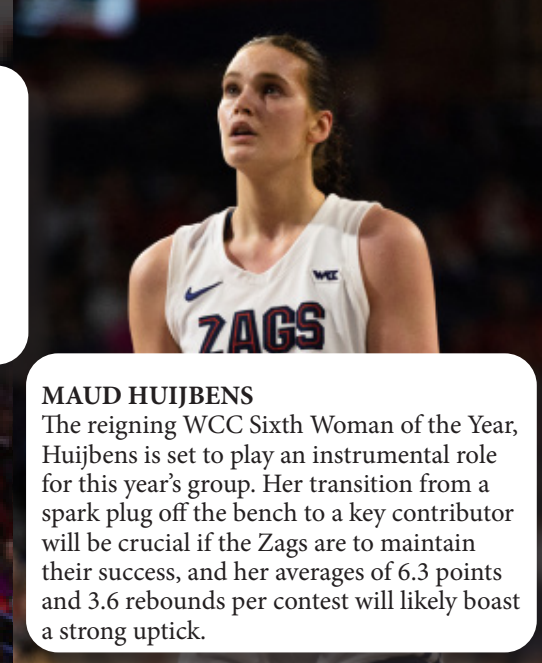 WCC
ZAGS
MAUD HUIJBENS
The reigning WCC Sixth Woman of the Year,
Huijbens is set to play an instrumental role
for this year’s group. Her transition from a
spark plug off the bench to a key contributor
will be crucial if the Zags are to maintain
their success, and her averages of 6.3 points
and 3.6 rebounds per contest will likely boast
a strong uptick.